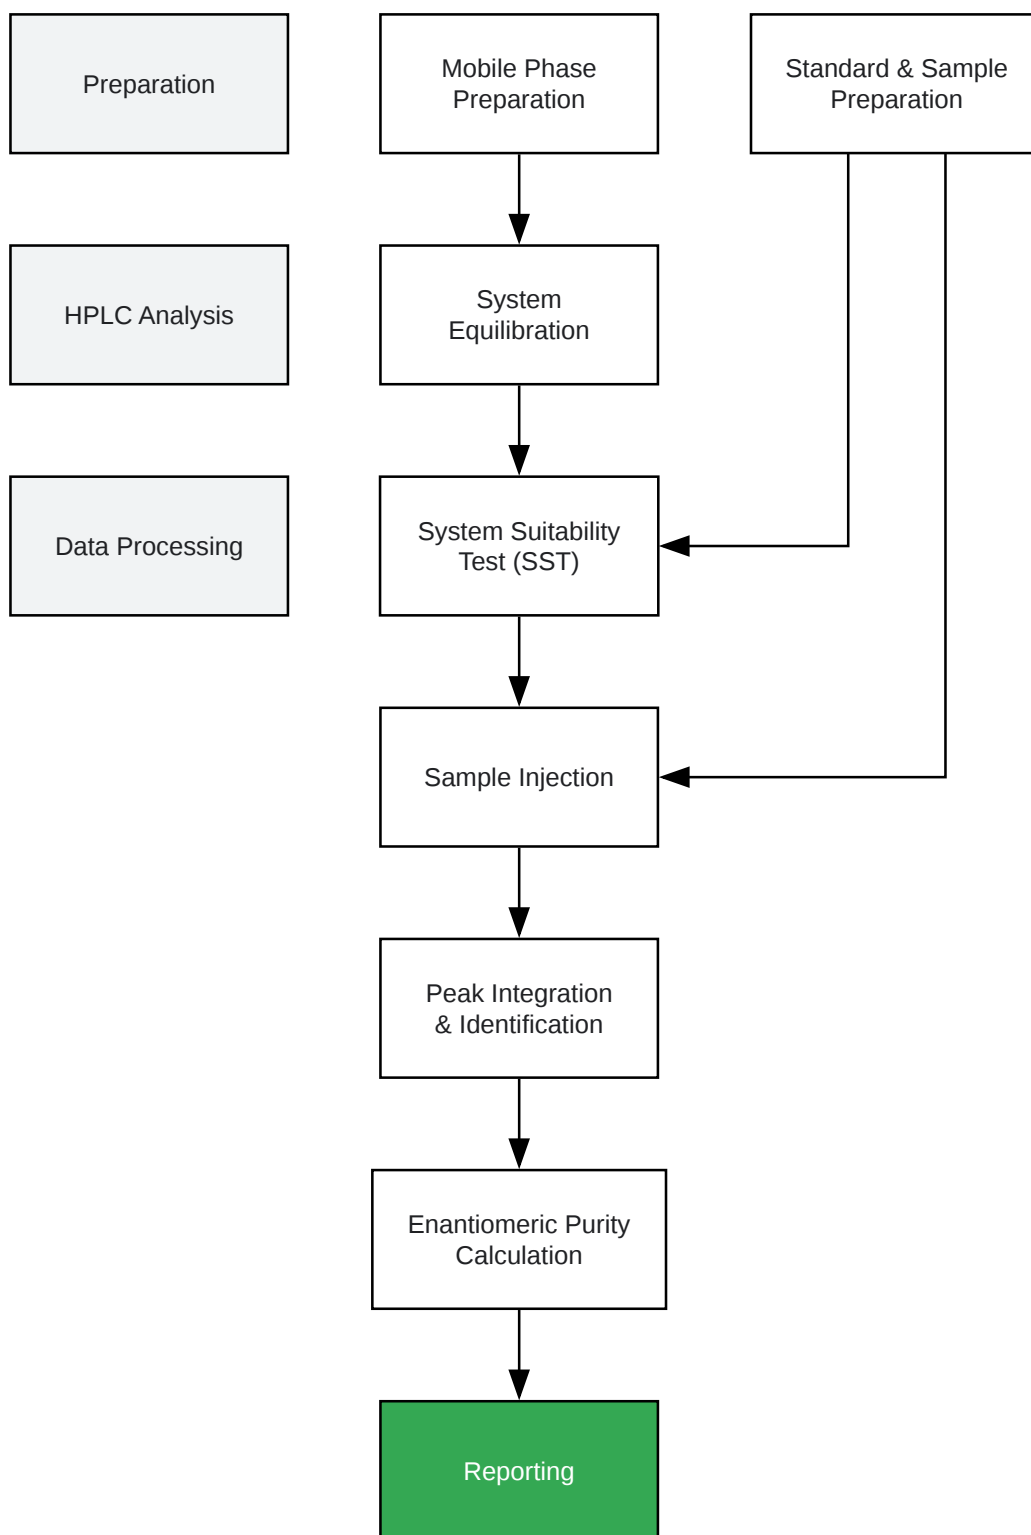 Preparation
Mobile Phase
Preparation
Standard & Sample
Preparation
HPLC Analysis
System
Equilibration
Data Processing
System Suitability
Test (SST)
Sample Injection
Peak Integration
& Identification
Enantiomeric Purity
Calculation
Reporting